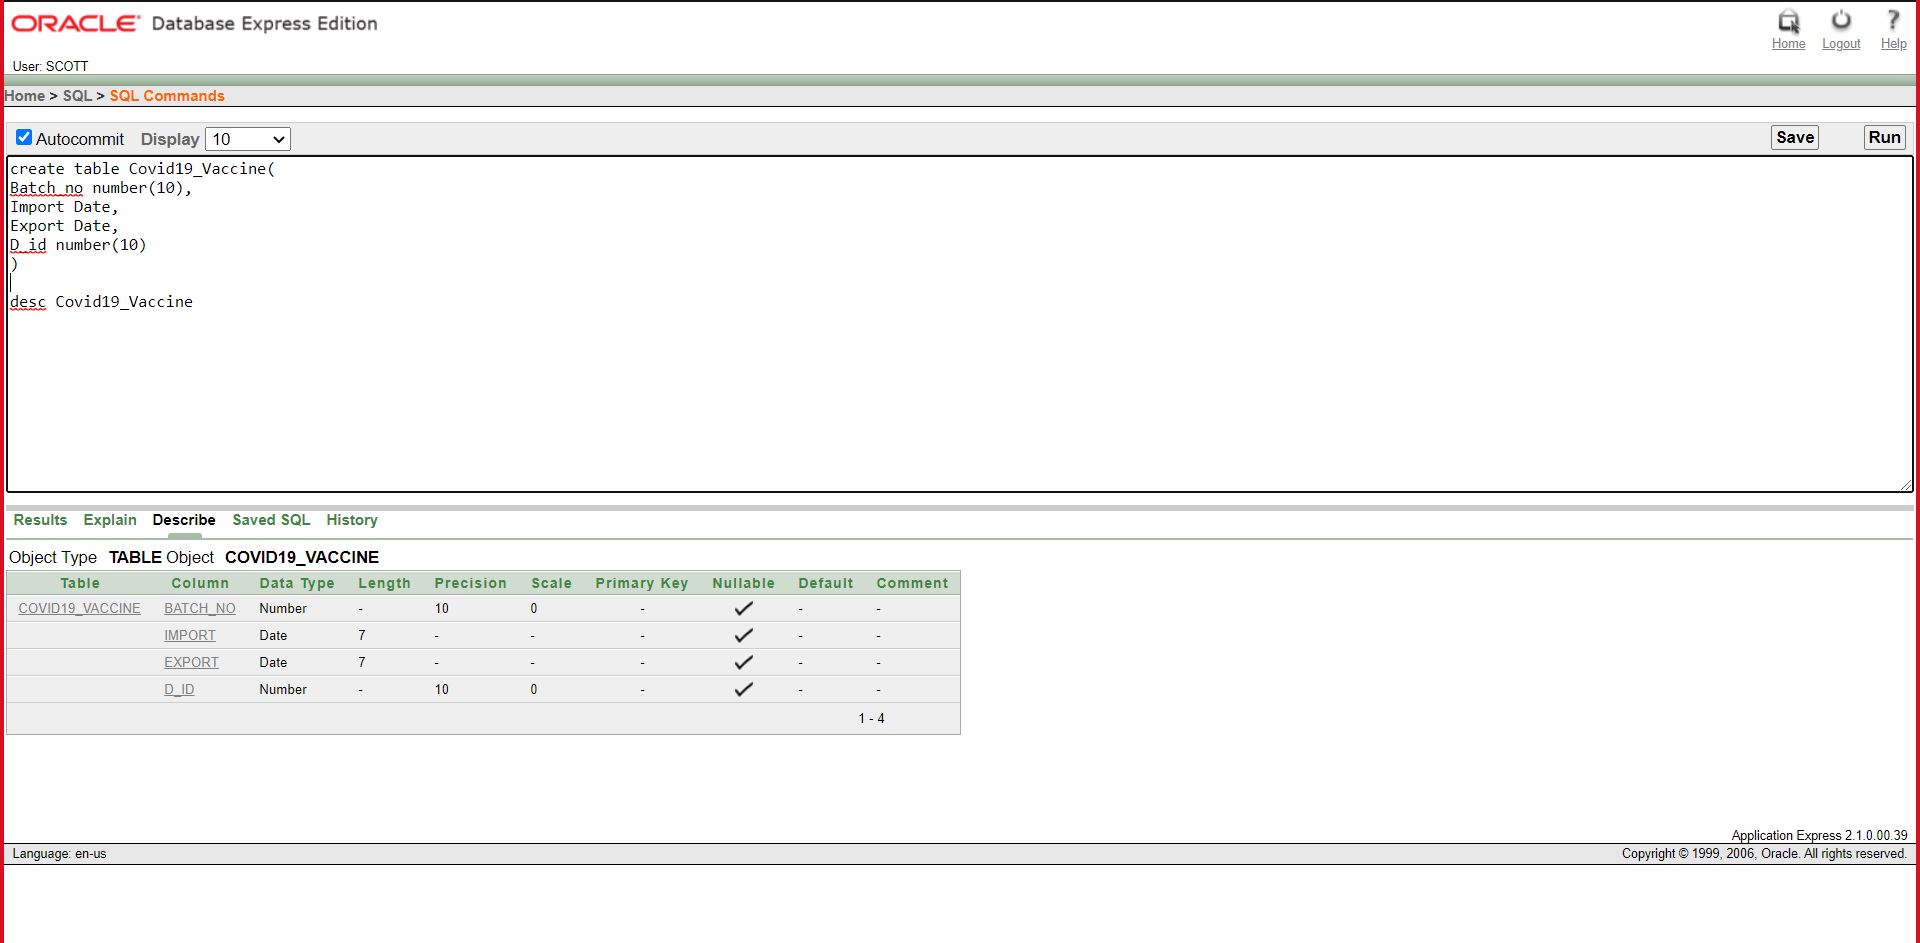 ORACLE® Database Express Edition
Home Logout Help
User: SCOTT
Home > SQL > SQL Commands
Autocommit Display 10 Save Run
create table Covid19_Vaccine(
Batch_no number(10),
Import Date,
Export Date,
D_id number(10)
)
desc Covid19_Vaccine
Results Explain Describe Saved SQL History
Object Type TABLE Object COVID19_VACCINE
Table Column Data Type Length Precision Scale Primary Key Nullable Default Comment
COVID19_VACCINE BATCH_NO Number - 10 0 - - -
IMPORT Date 7 - - - - -
EXPORT Date 7 - - - - -
D_ID Number - 10 0 - - -
1 - 4
Application Express 2.1.0.00.39
Language: en-us Copyright © 1999, 2006, Oracle. All rights reserved.